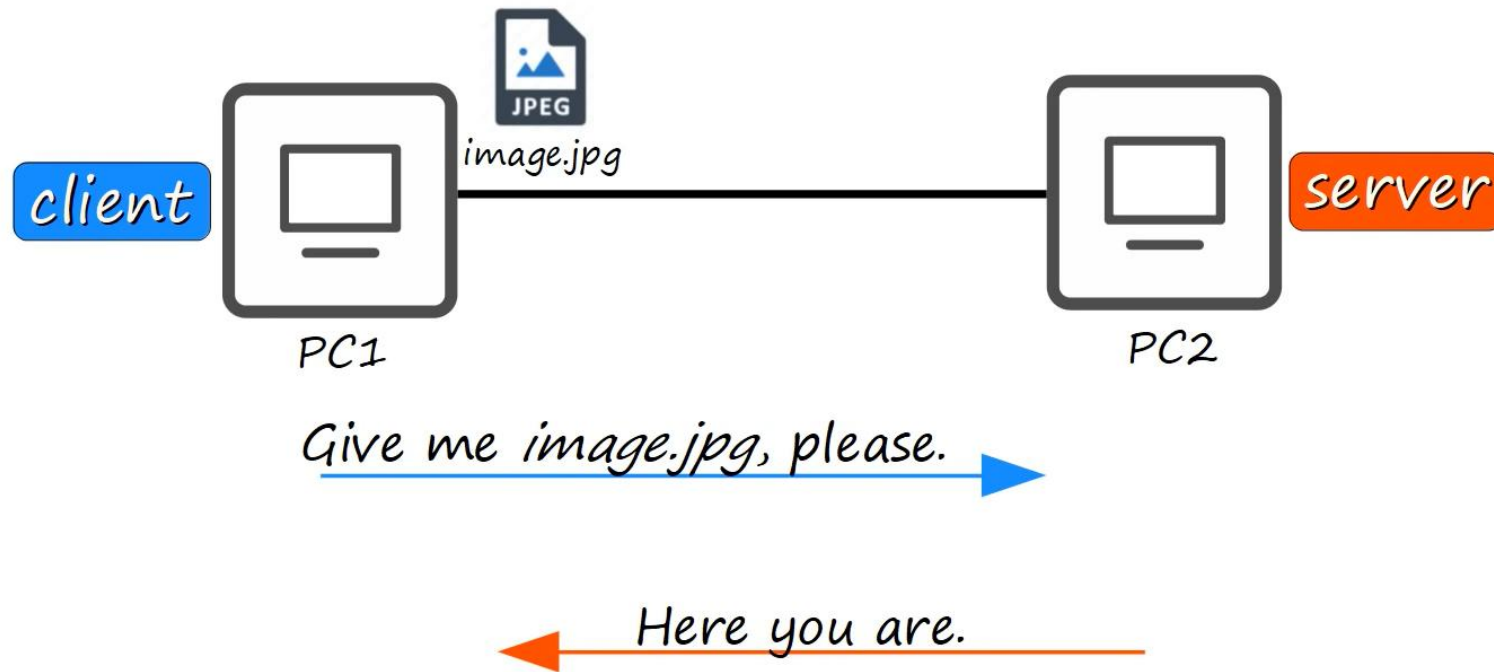 JPEG
image.jpg
client
server
PC1
PC2
Give me image.jpg, please.
Here you are.